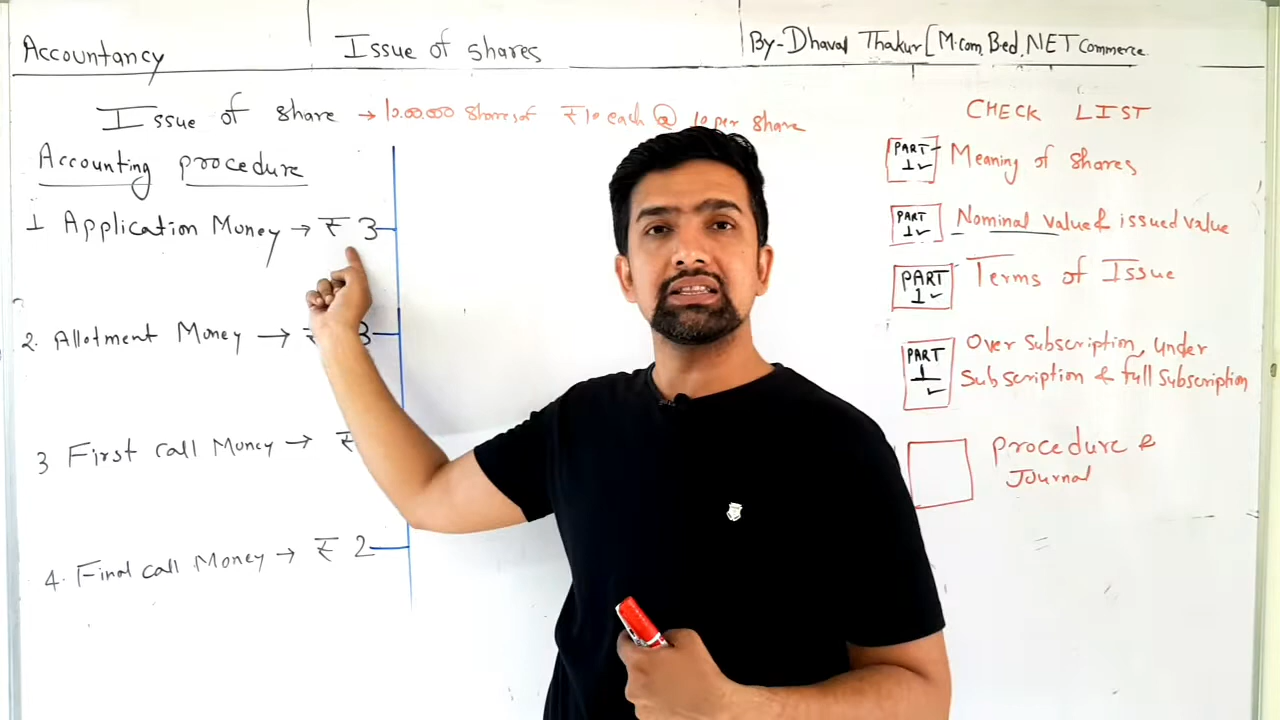 Accountancy
Issue of shares
By-Dhaval Thakur [M.com, B.ed, NET Commerce
Issue of share → 10,00,000 shares of ₹10 each @ 10 per share
Accounting procedure
1 Application Money → ₹ 3
2. Allotment Money → ₹ 3
3 First call Money → ₹
4. Final call Money → ₹ 2
CHECK LIST
PART 1 ✓ Meaning of shares
PART 1 ✓ Nominal value & issued value
PART 1 ✓ Terms of Issue
PART 1 ✓ Over Subscription, under
Subscription & full subscription
Procedure &
Journal